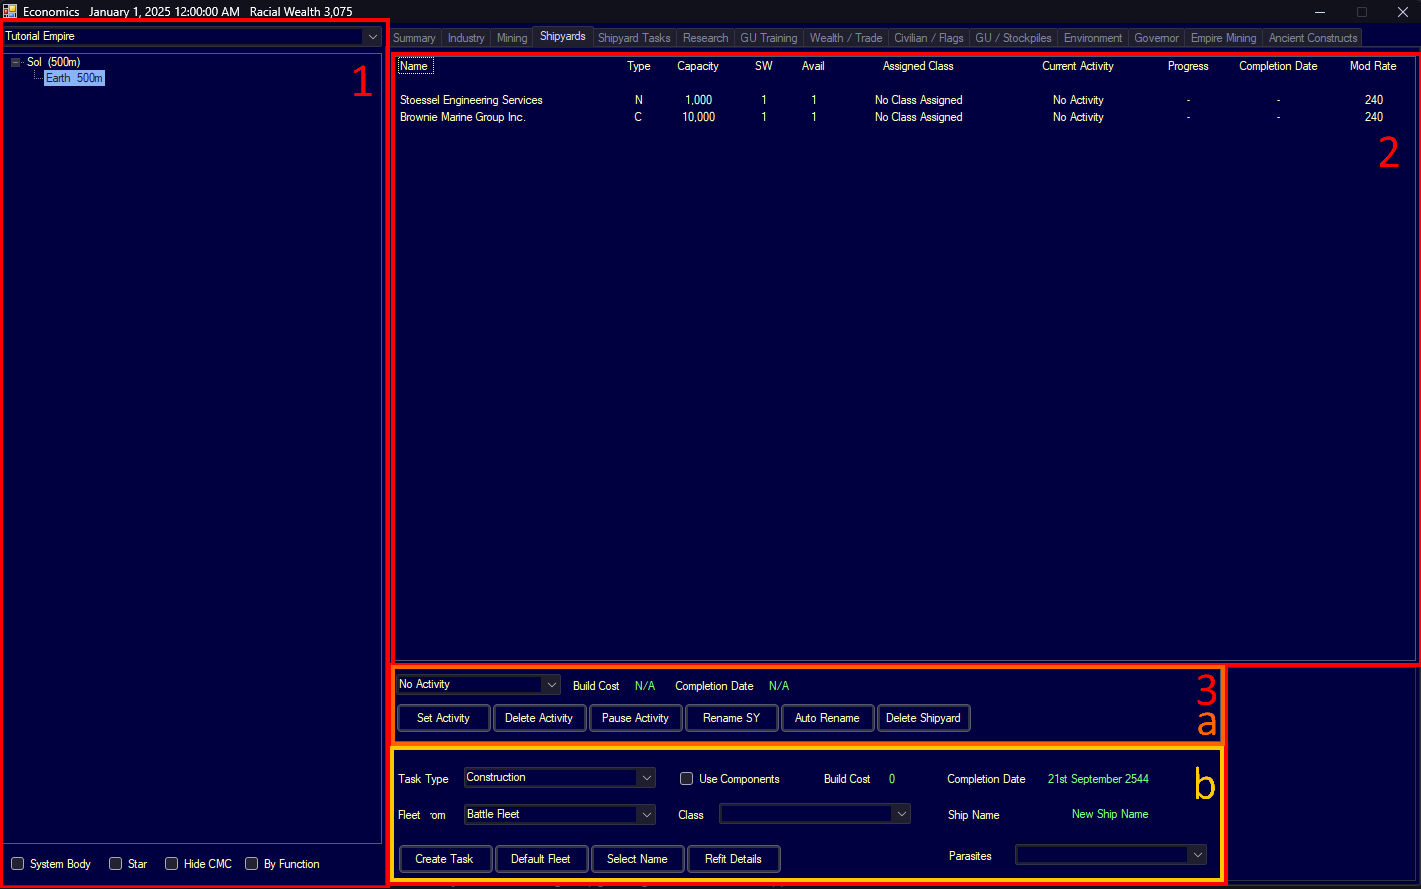 Economics January 1, 2025 12:00:00 AM Racial Wealth 3,075
Tutorial Empire
Sol (500m)
Earth 500m
1
System Body Star Hide CMC By Function
Summary Industry Mining Shipyards Shipyard Tasks Research GU Training Wealth / Trade Civilian / Flags GU / Stockpiles Environment Governor Empire Mining Ancient Constructs
Name Type Capacity SW Avail Assigned Class Current Activity Progress Completion Date Mod Rate
Stoessel Engineering Services N 1,000 1 1 No Class Assigned No Activity - - 240
Brownie Marine Group Inc. C 10,000 1 1 No Class Assigned No Activity - - 240
2
No Activity Build Cost N/A Completion Date N/A
3
Set Activity Delete Activity Pause Activity Rename SY Auto Rename Delete Shipyard
a
Task Type Construction Use Components Build Cost 0 Completion Date 21st September 2544
b
Fleet rom Battle Fleet Class Ship Name New Ship Name
Create Task Default Fleet Select Name Refit Details Parasites